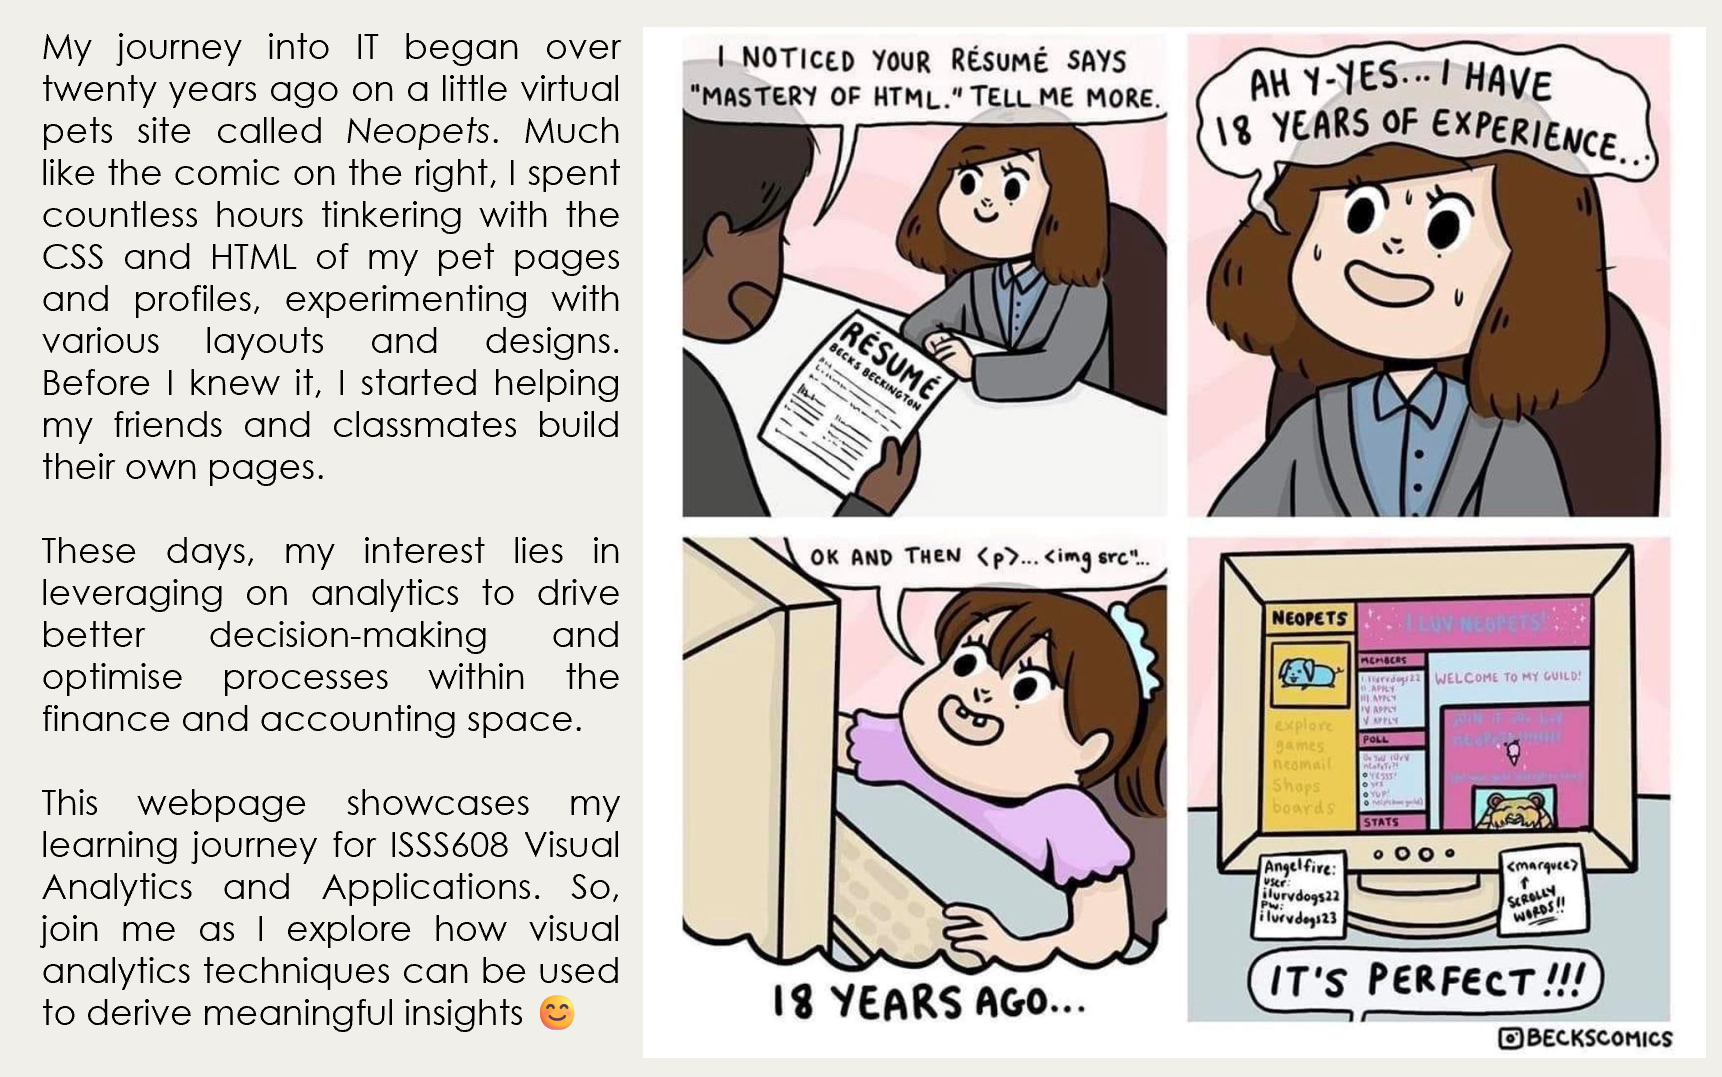 My journey into IT began over
twenty years ago on a little virtual
pets site called Neopets. Much
like the comic on the right, I spent
countless hours tinkering with the
CSS and HTML of my pet pages
and profiles, experimenting with
various layouts and designs.
Before I knew it, I started helping
my friends and classmates build
their own pages.
These days, my interest lies in
leveraging on analytics to drive
better decision-making and
optimise processes within the
finance and accounting space.
This webpage showcases my
learning journey for ISSS608 Visual
Analytics and Applications. So,
join me as I explore how visual
analytics techniques can be used
to derive meaningful insights 😊
I NOTICED YOUR RÉSUMÉ SAYS
"MASTERY OF HTML." TELL ME MORE.
RÉSUMÉ
BECKS BECKINGTON
AH Y-YES... I HAVE
18 YEARS OF EXPERIENCE...
OK AND THEN <p>... <img src"...
18 YEARS AGO...
NEOPETS
explore
games
neomail
Shops
boards
I LUV NEOPETS!
MEMBERS
I. ilurvdogs22
II. APPLY
III APPLY
IV APPLY
V APPLY
POLL
YESSS!
yes
YUP!
STATS
WELCOME TO MY GUILD!
JOIN IF you luv
neopets!!!!!!!!
Angelfire:
user:
ilurvdogs22
PW:
ilurvdogs23
<marquee>
↑
SCROLLY
WORDS!!
IT'S PERFECT!!!
BECKSCOMICS